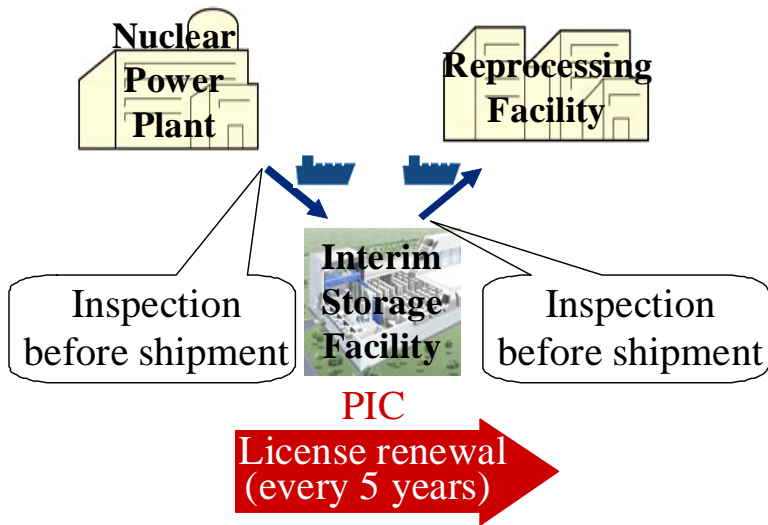 Nuclear
Power
Plant
Reprocessing
Facility
Interim
Storage
Facility
Inspection
before shipment
Inspection
before shipment
PIC
License renewal
(every 5 years)